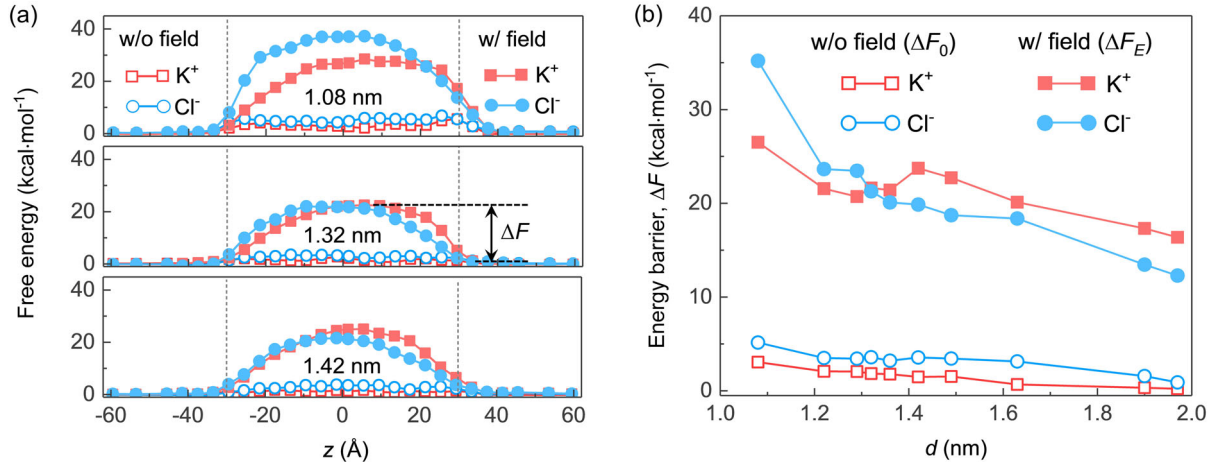 (a)
40
20
0
w/o field
w/ field
K⁺
K⁺
Cl⁻
Cl⁻
1.08 nm
Free energy (kcal·mol⁻¹)
40
20
0
1.32 nm
ΔF
40
20
0
1.42 nm
-60 -40 -20 0 20 40 60
z (Å)
(b)
Energy barrier, ΔF (kcal·mol⁻¹)
40
30
20
10
0
w/o field (ΔF₀)
w/ field (ΔF_E)
K⁺
K⁺
Cl⁻
Cl⁻
1.0 1.2 1.4 1.6 1.8 2.0
d (nm)